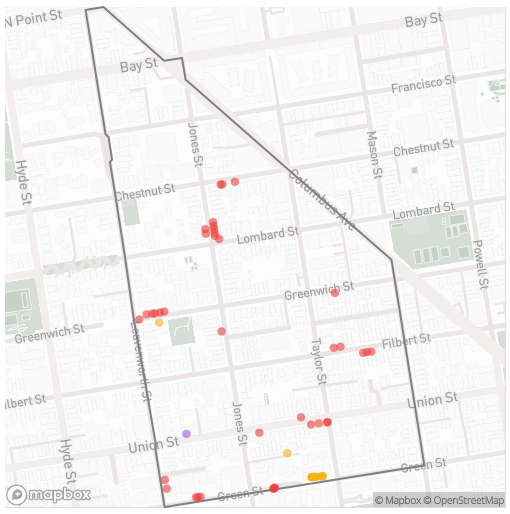 N Point St
Bay St
Bay St
Francisco St
Jones St
Mason St
Chestnut St
Hyde St
Chestnut St
Columbus Ave
Lombard St
Lombard St
Powell St
Greenwich St
Greenwich St
Filbert St
Leavenworth St
Taylor St
Filbert St
Union St
Jones St
Hyde St
Union St
Green St
Green St
mapbox
© Mapbox © OpenStreetMap